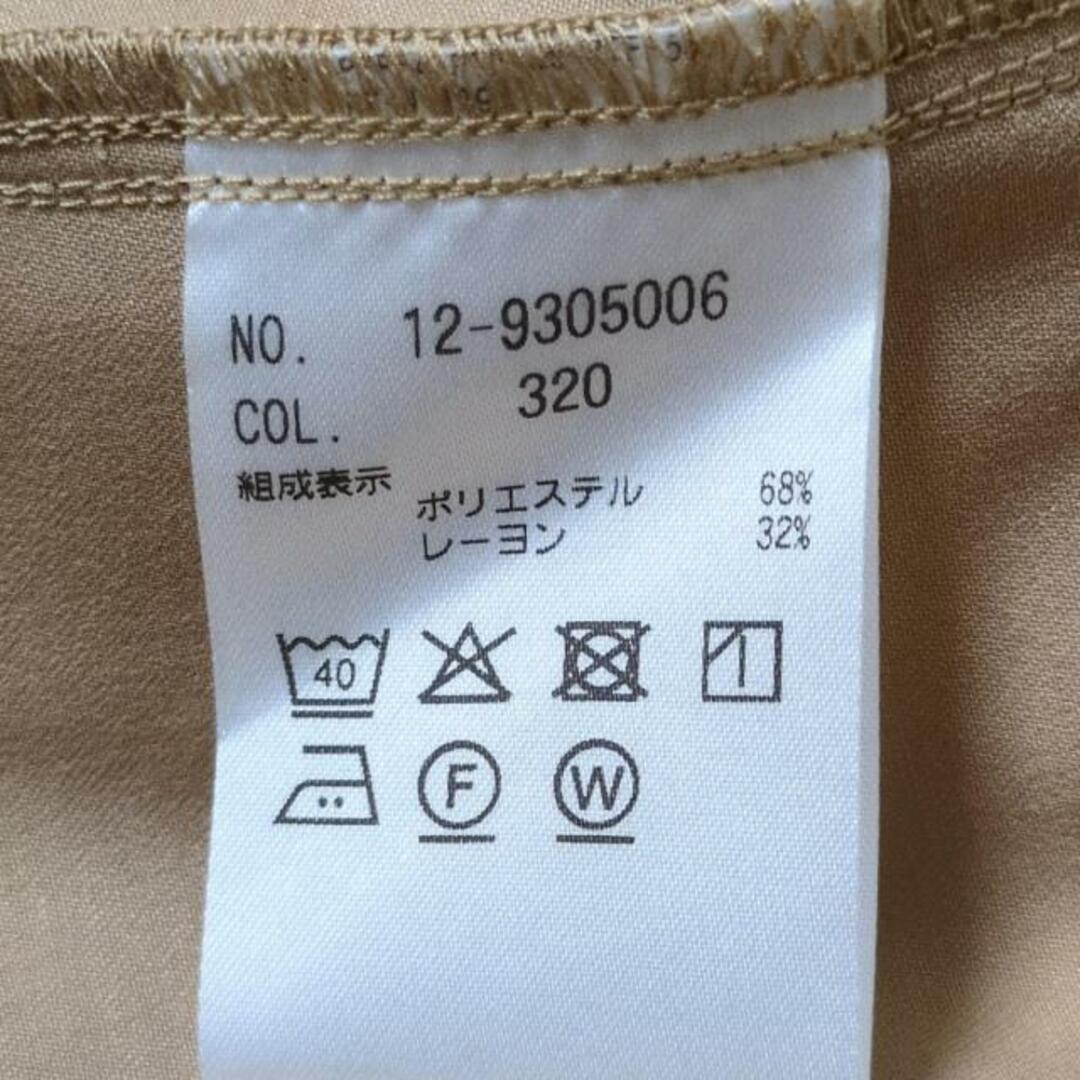 NO. 12-9305006
COL. 320
組成表示 ポリエステル 68%
レーヨン 32%
40
F W